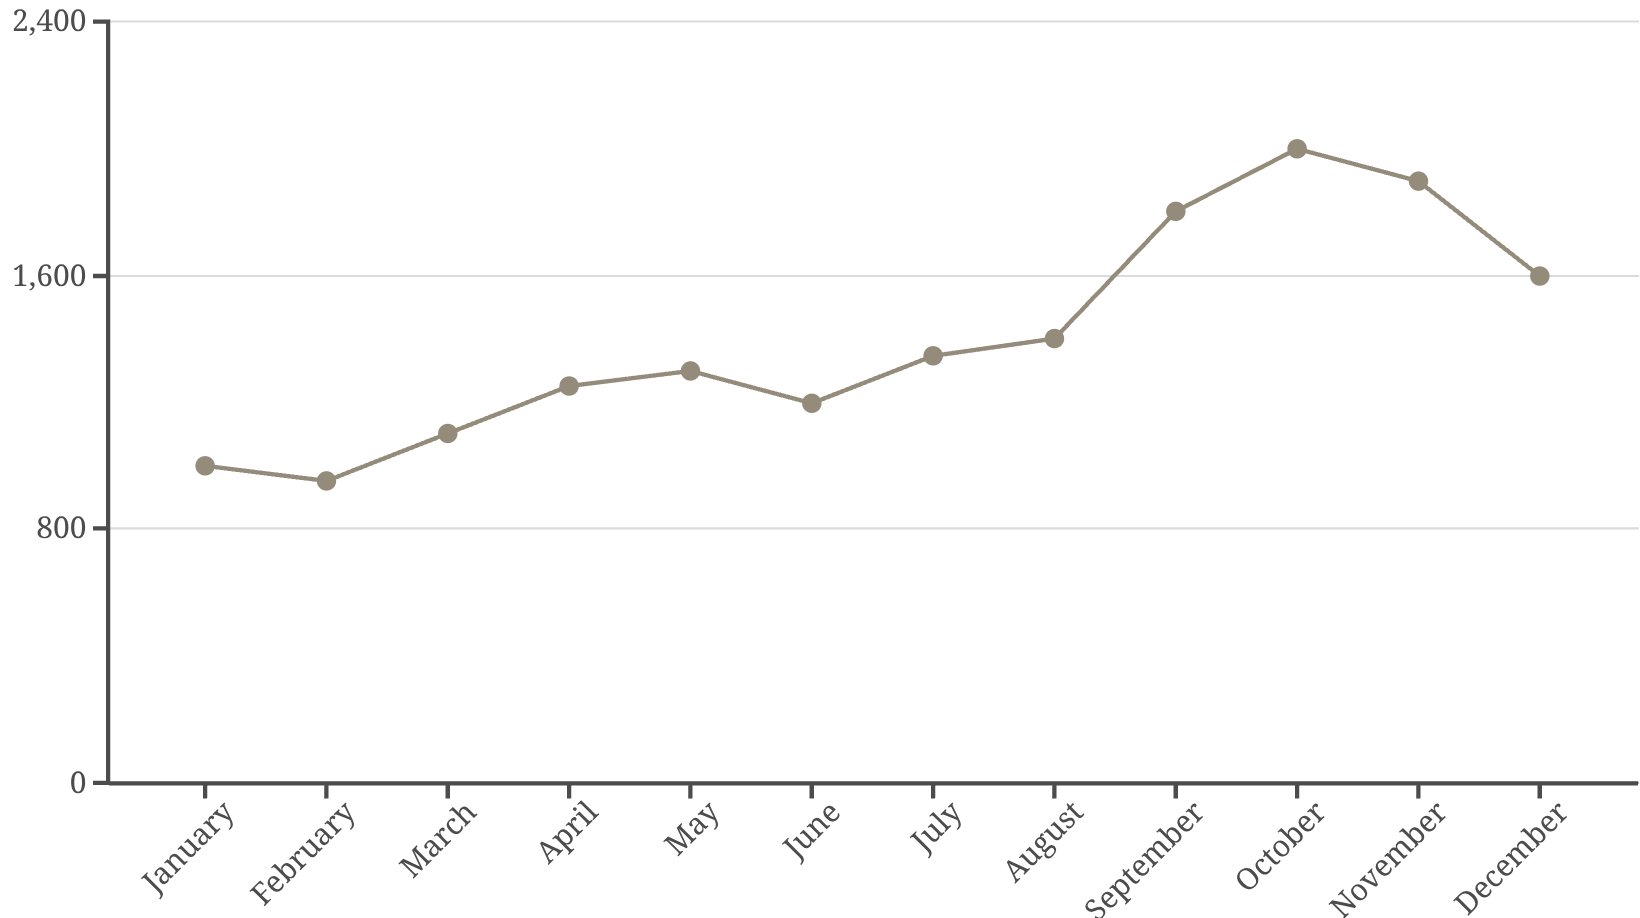 2,400
1,600
800
0
January
February
March
April
May
June
July
August
September
October
November
December